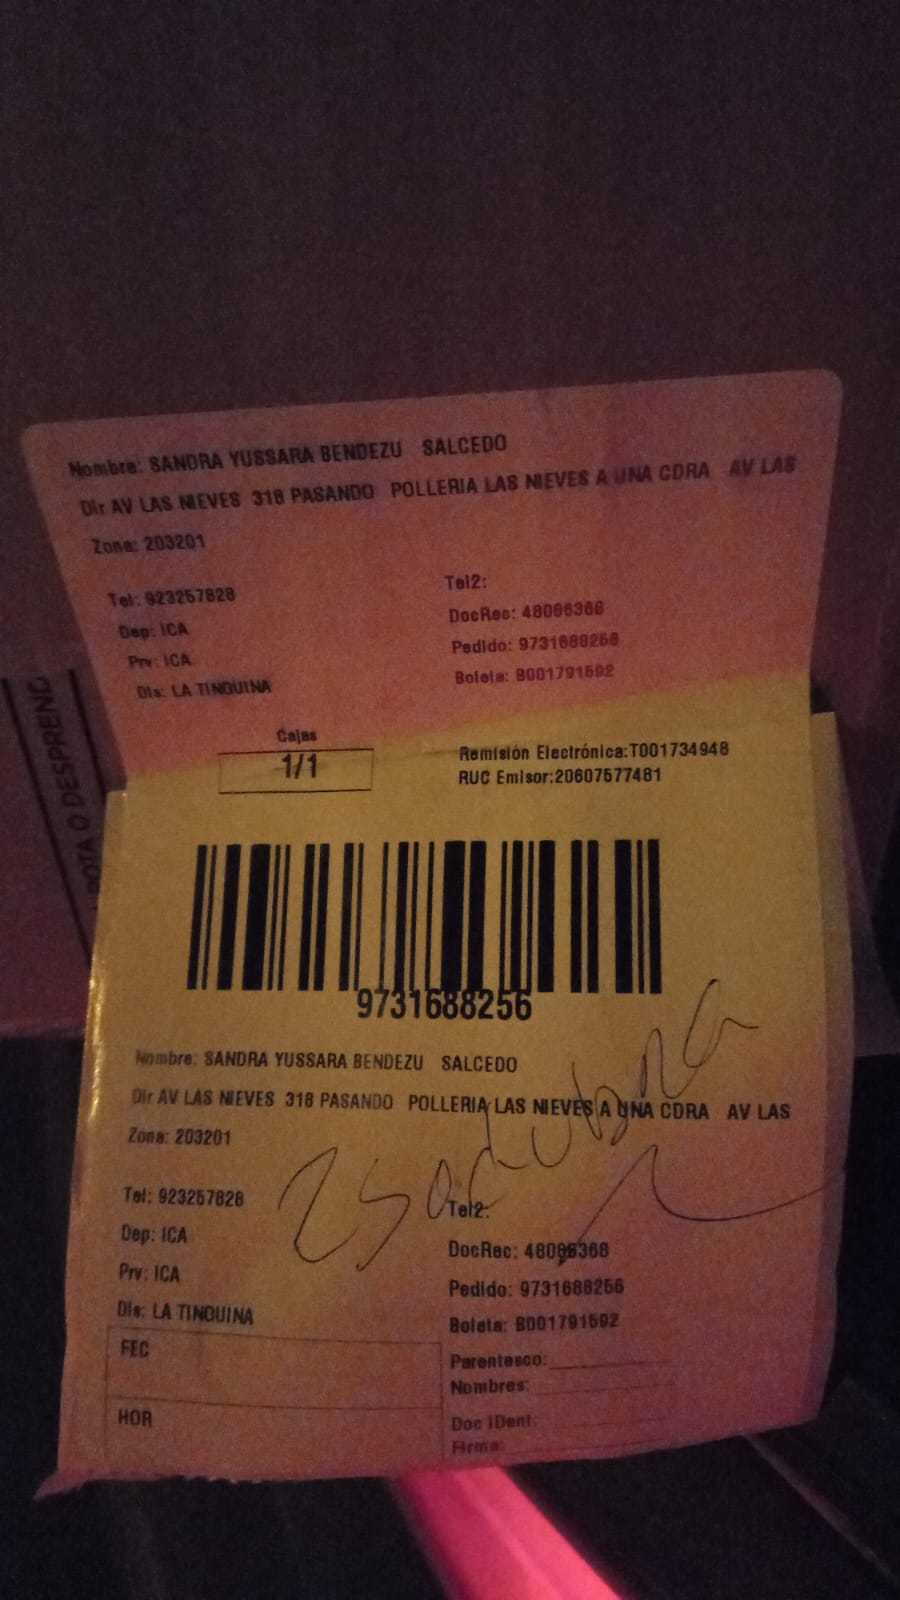 Nombre: SANDRA YUSSARA BENDEZU SALCEDO
Dir AV LAS NIEVES 318 PASANDO POLLERIA LAS NIEVES A UNA CDRA AV LAS
Zona: 203201
Tel: 923257828
Tel2:
Dep: ICA
DocRec: 48086368
Prv: ICA
Pedido: 9731688256
Dis: LA TINGUINA
Boleta: B001791592
Cajas
1/1
Remisión Electrónica:T001734948
RUC Emisor:20607577481
9731688256
Nombre: SANDRA YUSSARA BENDEZU SALCEDO
Dir AV LAS NIEVES 318 PASANDO POLLERIA LAS NIEVES A UNA CDRA AV LAS
Zona: 203201
Tel: 923257828
Tel2:
Dep: ICA
DocRec: 48086368
Prv: ICA
Pedido: 9731688256
Dis: LA TINGUINA
Boleta: B001791592
FEC
Parentesco:
Nombres:
HOR
Doc IDent:
Firma:
O DESPREND